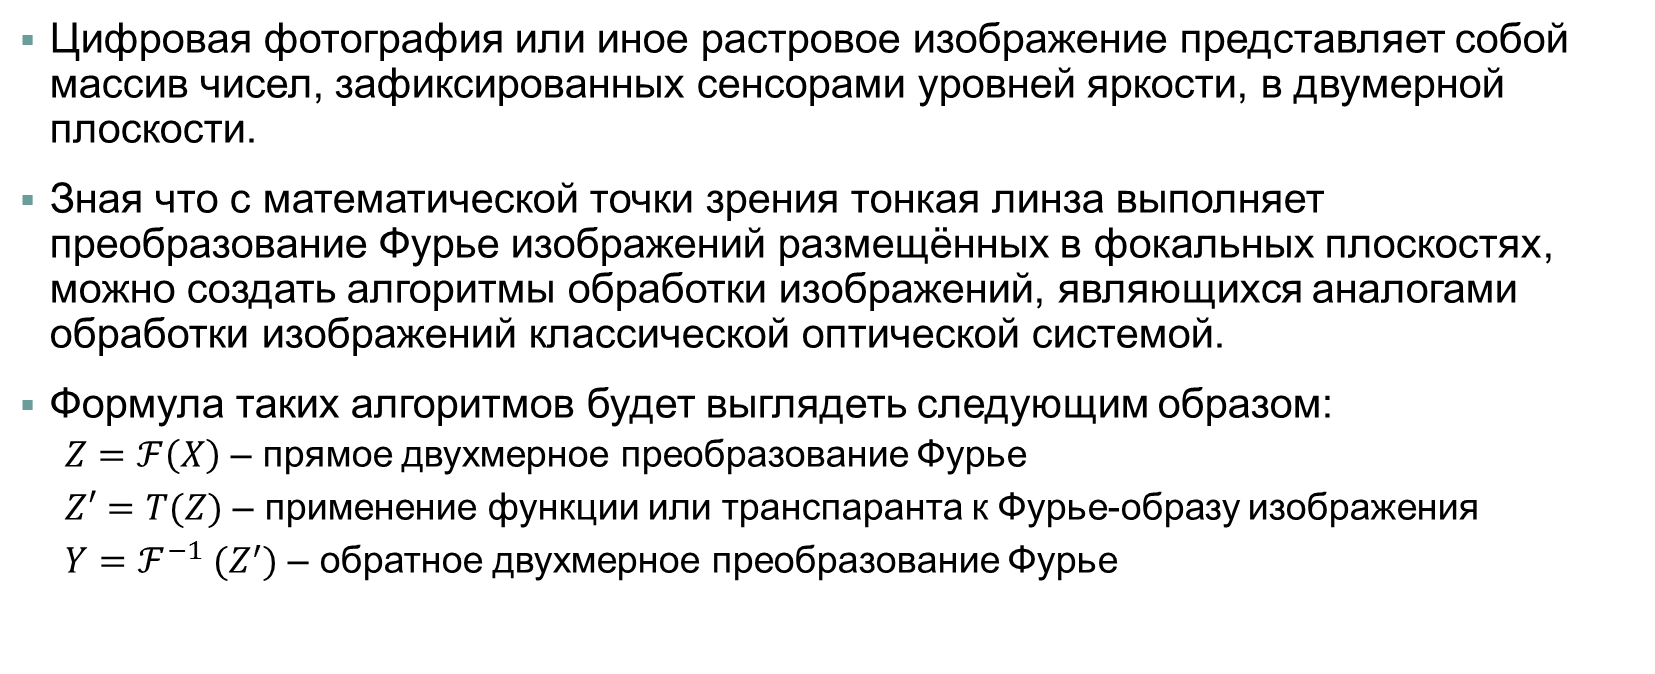 ▪ Цифровая фотография или иное растровое изображение представляет собой
массив чисел, зафиксированных сенсорами уровней яркости, в двумерной
плоскости.
▪ Зная что с математической точки зрения тонкая линза выполняет
преобразование Фурье изображений размещённых в фокальных плоскостях,
можно создать алгоритмы обработки изображений, являющихся аналогами
обработки изображений классической оптической системой.
▪ Формула таких алгоритмов будет выглядеть следующим образом:
𝑍 = ℱ(𝑋) – прямое двухмерное преобразование Фурье
𝑍′ = 𝑇(𝑍) – применение функции или транспаранта к Фурье-образу изображения
𝑌 = ℱ⁻¹ (𝑍′) – обратное двухмерное преобразование Фурье